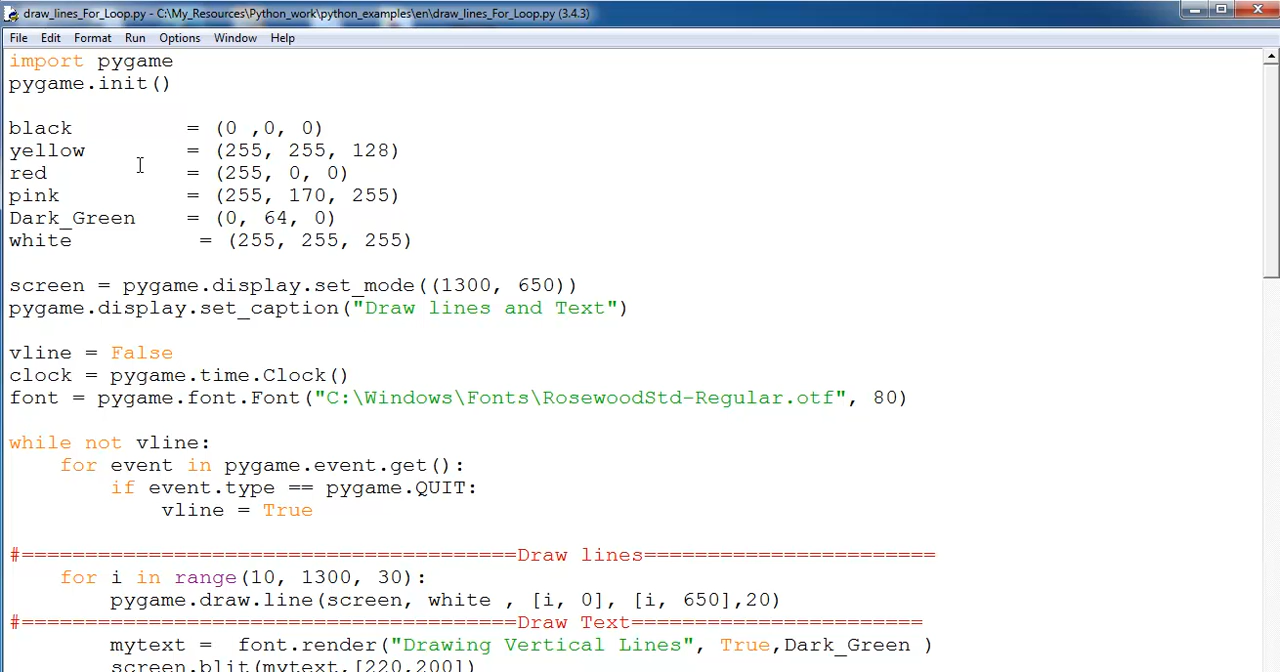 draw_lines_For_Loop.py - C:\My_Resources\Python_work\python_examples\en\draw_lines_For_Loop.py (3.4.3)
File Edit Format Run Options Window Help
import pygame
pygame.init()
black = (0 ,0, 0)
yellow = (255, 255, 128)
red = (255, 0, 0)
pink = (255, 170, 255)
Dark_Green = (0, 64, 0)
white = (255, 255, 255)
screen = pygame.display.set_mode((1300, 650))
pygame.display.set_caption("Draw lines and Text")
vline = False
clock = pygame.time.Clock()
font = pygame.font.Font("C:\Windows\Fonts\RosewoodStd-Regular.otf", 80)
while not vline:
    for event in pygame.event.get():
        if event.type == pygame.QUIT:
            vline = True
#=======================================Draw lines=======================
    for i in range(10, 1300, 30):
        pygame.draw.line(screen, white , [i, 0], [i, 650],20)
#=======================================Draw Text=======================
        mytext =  font.render("Drawing Vertical Lines", True,Dark_Green )
        screen.blit(mytext,[220,200])